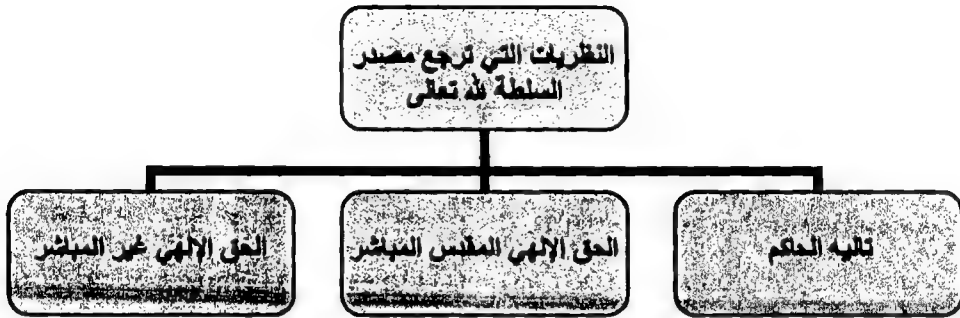 النظريات التي ترجع مصدر
السلطة لله تعالى
تأليه الحاكم
الحق الإلهي المقدس المباشر
الحق الإلهي غير المباشر